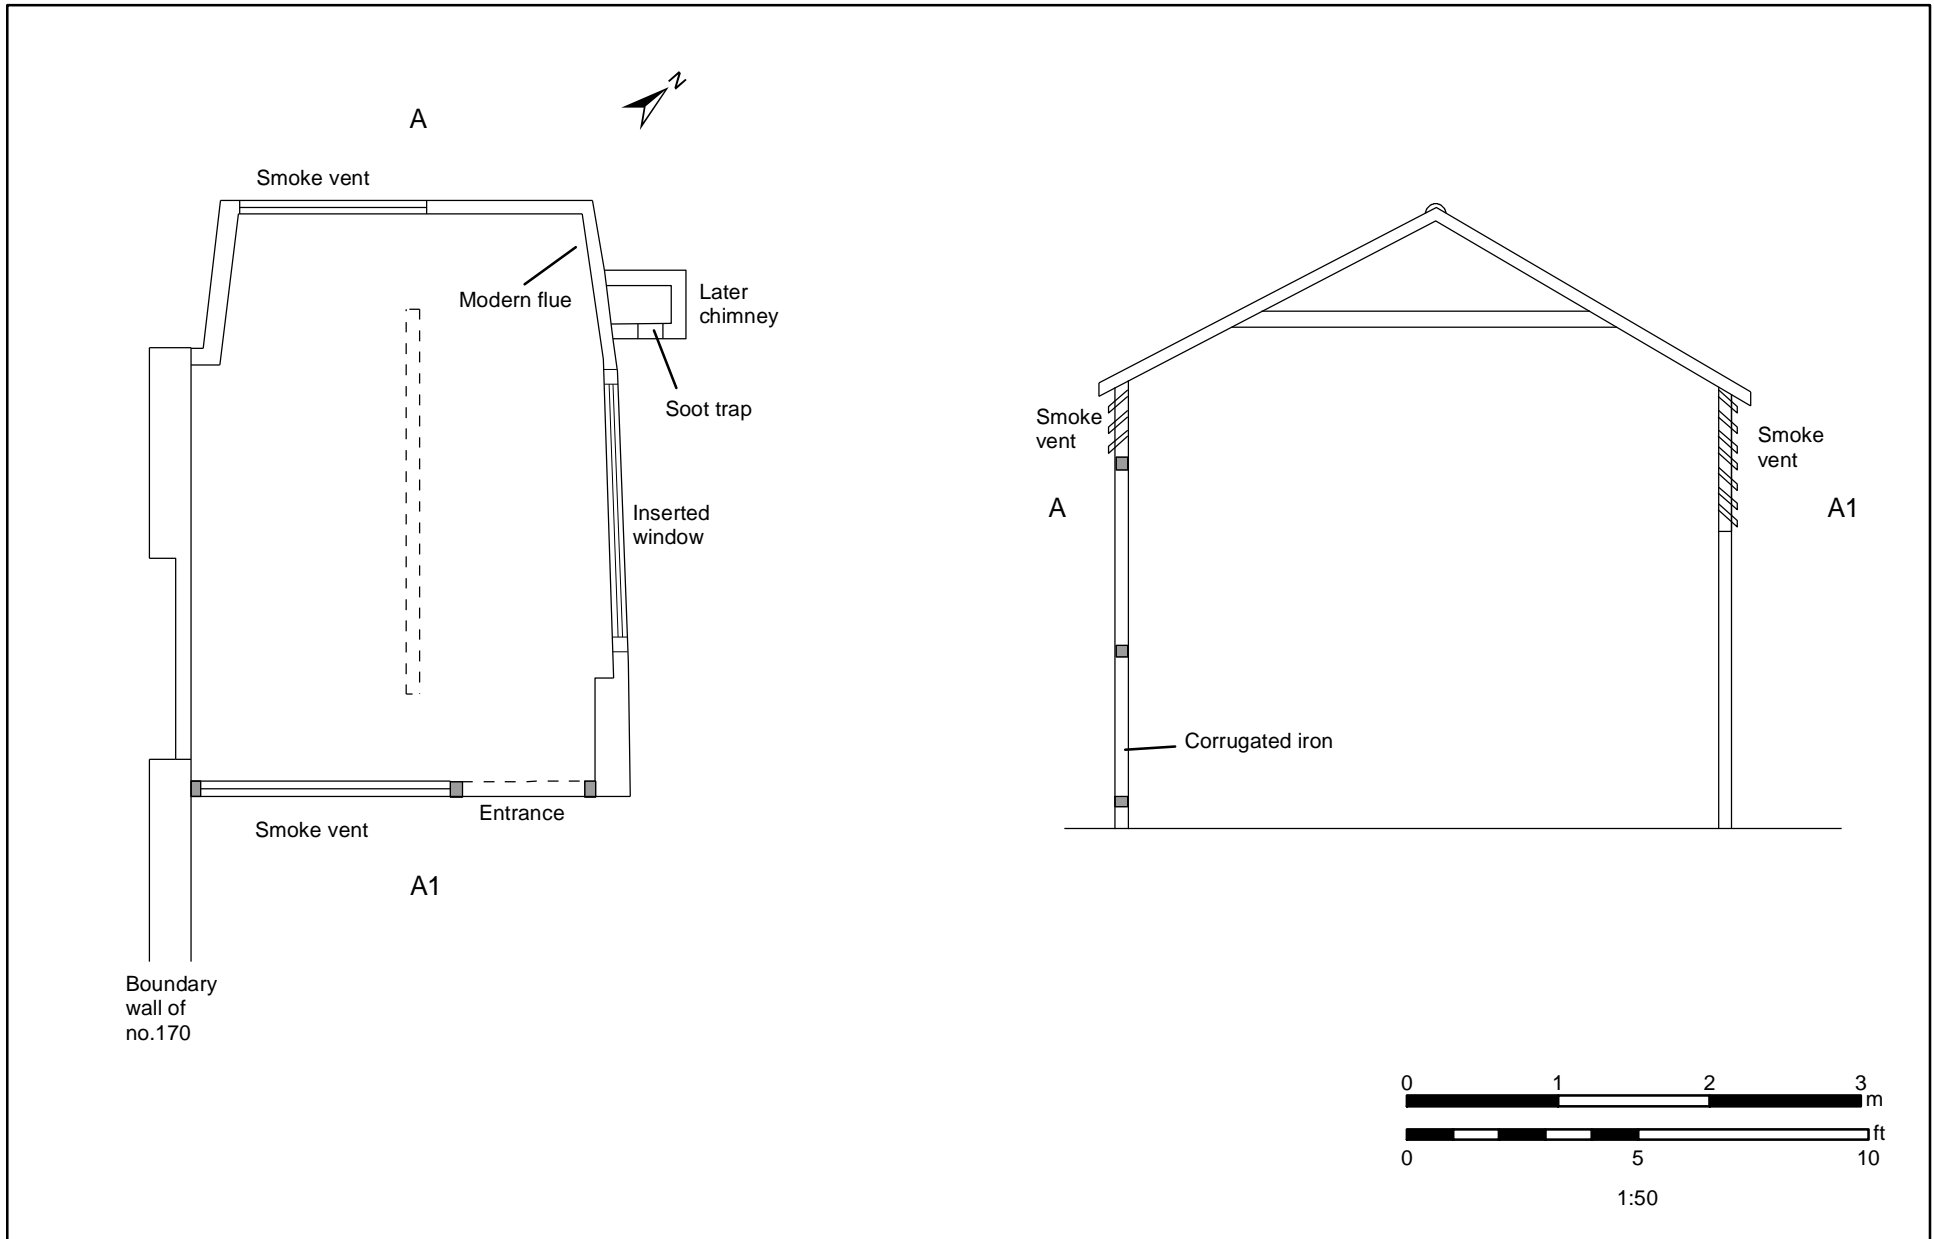 N
A
Smoke vent
Modern flue
Later
chimney
Soot trap
Inserted
window
Entrance
Smoke vent
A1
Boundary
wall of
no.170
Smoke
vent
A
Smoke
vent
A1
Corrugated iron
0 1 2 3
m
ft
0 5 10
1:50